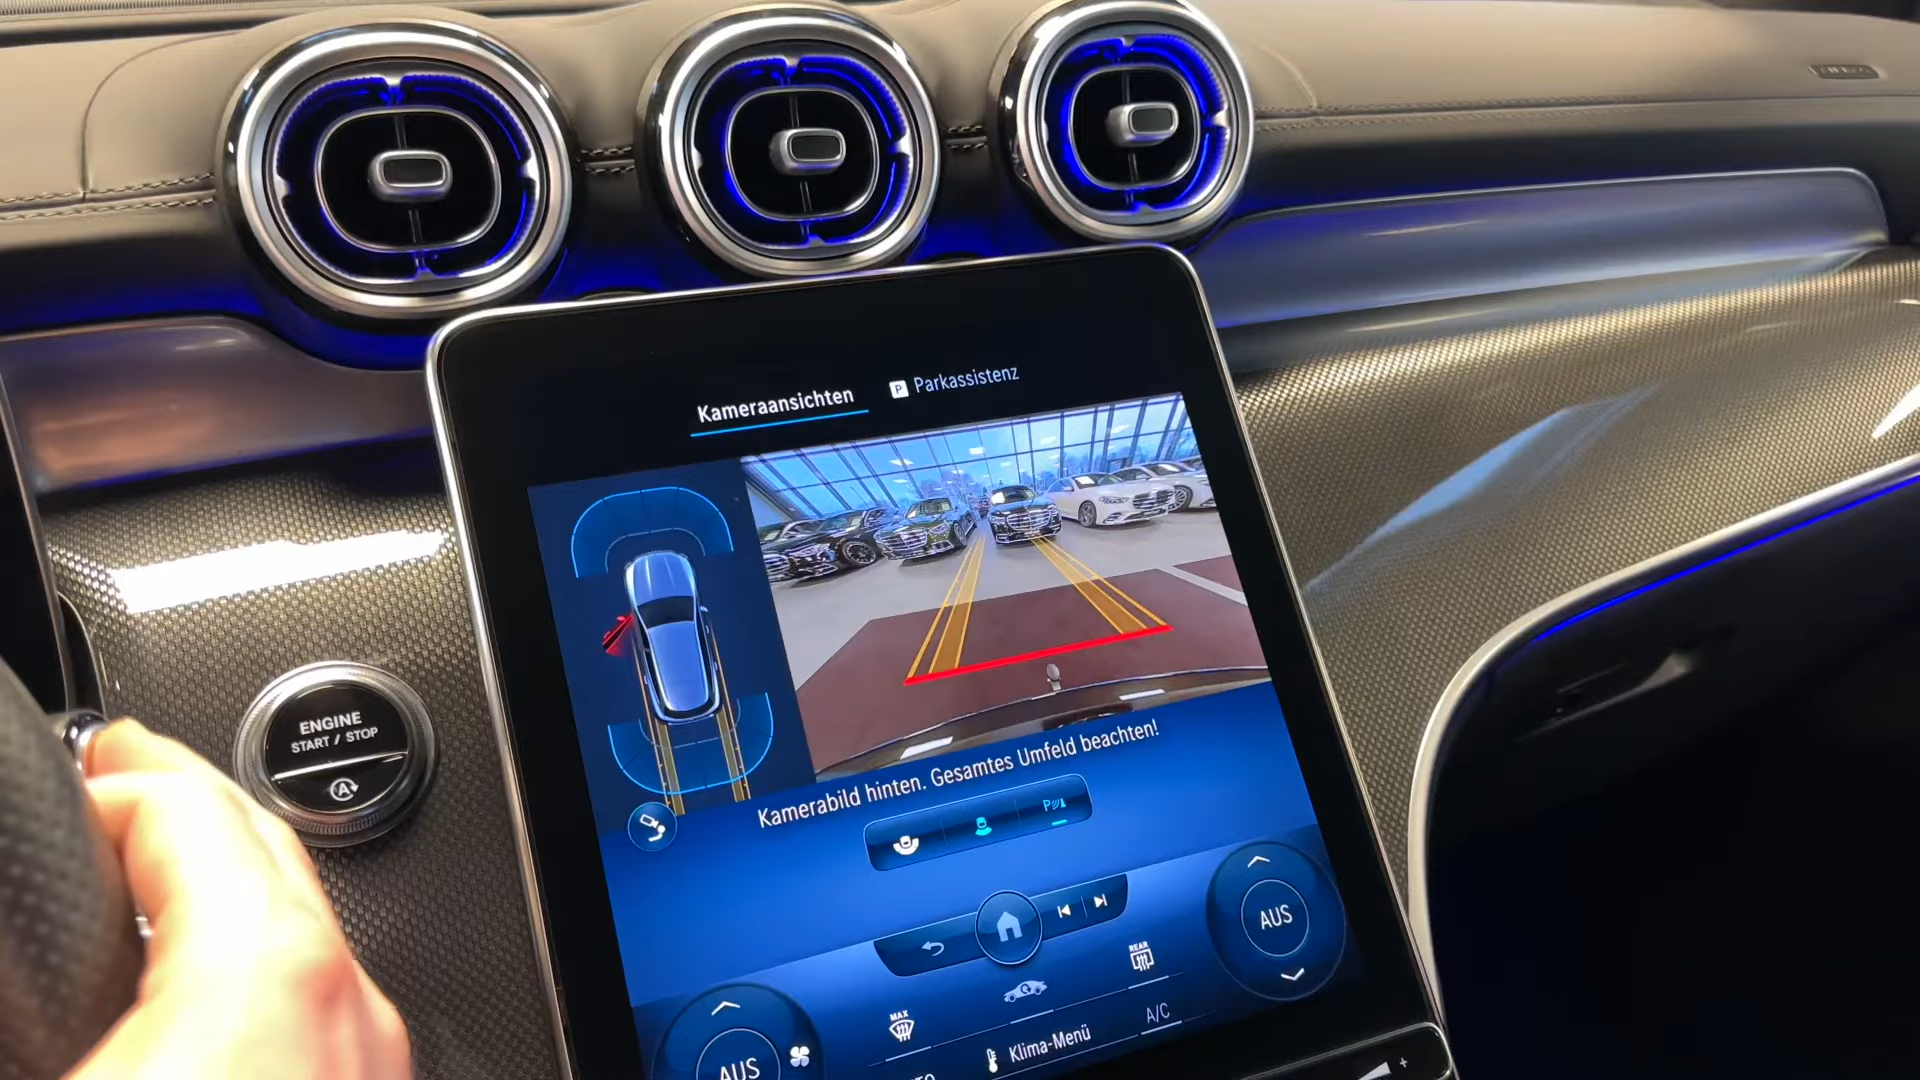 Kameraansichten
P Parkassistenz
ENGINE
START / STOP
A
Kamerabild hinten. Gesamtes Umfeld beachten!
P
AUS
REAR
MAX
A/C
Klima-Menü
AUS
+